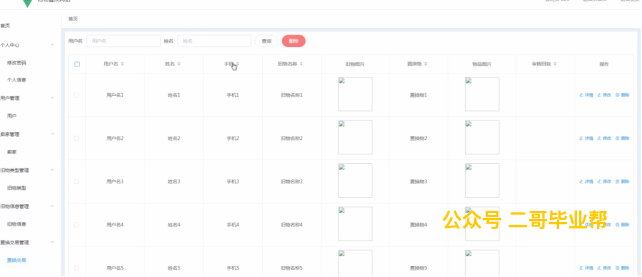 首页
首页
个人中心
修改密码
个人信息
用户管理
用户
卖家管理
卖家
旧物类型管理
旧物类型
旧物信息管理
旧物信息
置换交易管理
置换交易
用户名 用户名 姓名 姓名 查询 删除
用户名 姓名 手机 旧物名称 旧物图片 置换物 物品图片 操作
用户名1 姓名1 手机1 旧物名称1 置换物1 详情 修改 删除
用户名2 姓名2 手机2 旧物名称2 置换物2 详情 修改 删除
用户名3 姓名3 手机3 旧物名称3 置换物3 详情 修改 删除
用户名4 姓名4 手机4 旧物名称4 置换物4 详情 修改 删除
用户名5 姓名5 手机5 旧物名称5 置换物5 详情 修改 删除
公众号 二哥毕业帮